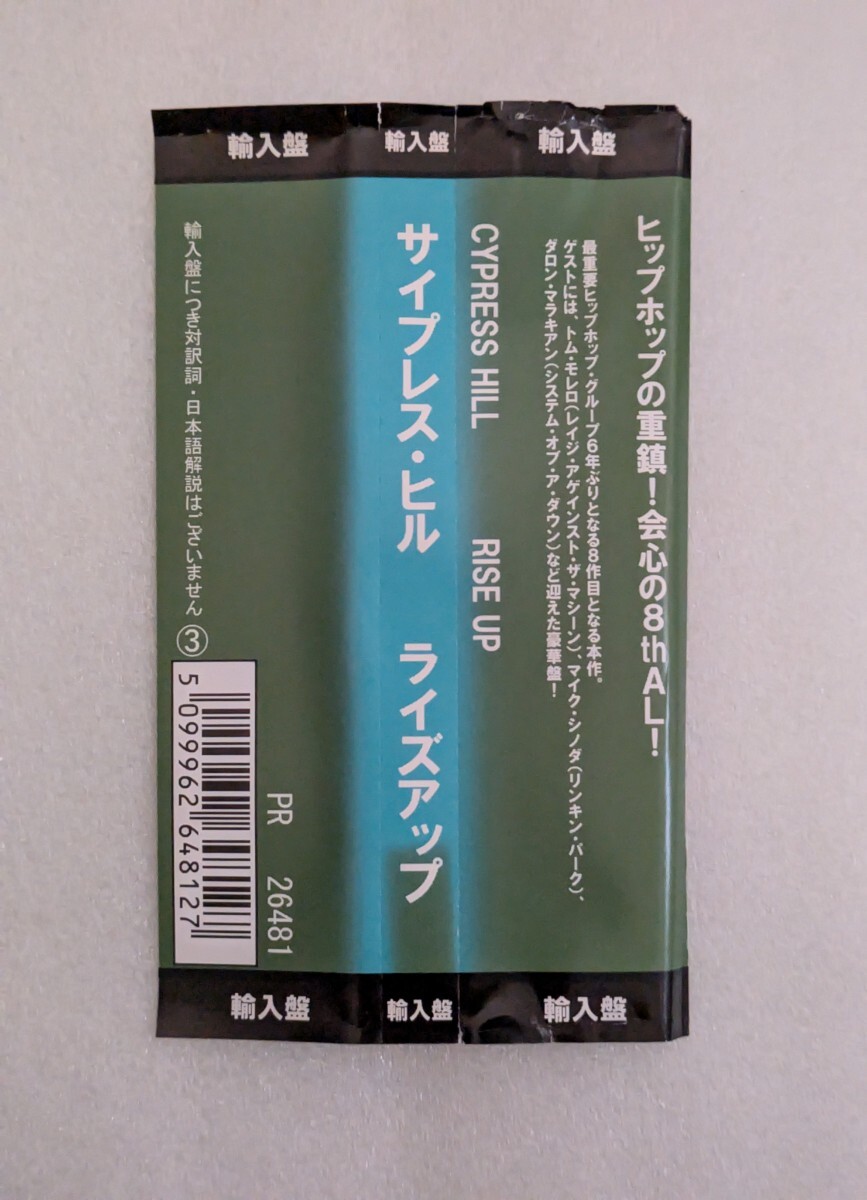 輸入盤 輸入盤 輸入盤
ヒップホップの重鎮!会心の8thAL!
最重要ヒップホップ・グループ6年ぶりとなる8作目となる本作。
ゲストには、トム・モレロ(レイジ・アゲインスト・ザ・マシーン)、マイク・シノダ(リンキン・パーク)、
ダロン・マラキアン(システム・オブ・ア・ダウン)など迎えた豪華盤!
CYPRESS HILL RISE UP
サイプレス・ヒル ライズアップ
PR 26481
輸入盤につき対訳詞・日本語解説はございません ③
5 099962 648127
輸入盤 輸入盤 輸入盤